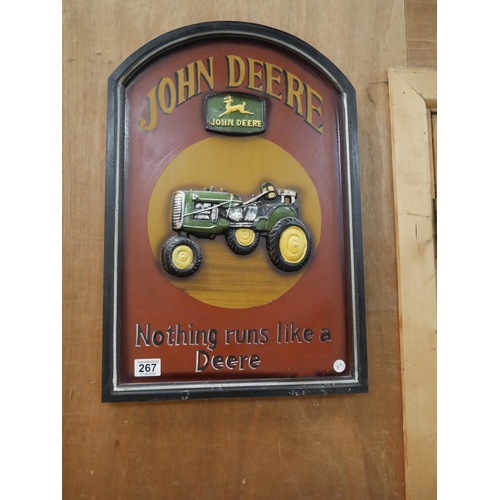 JOHN DEERE
JOHN DEERE
Nothing runs like a
Deere
267